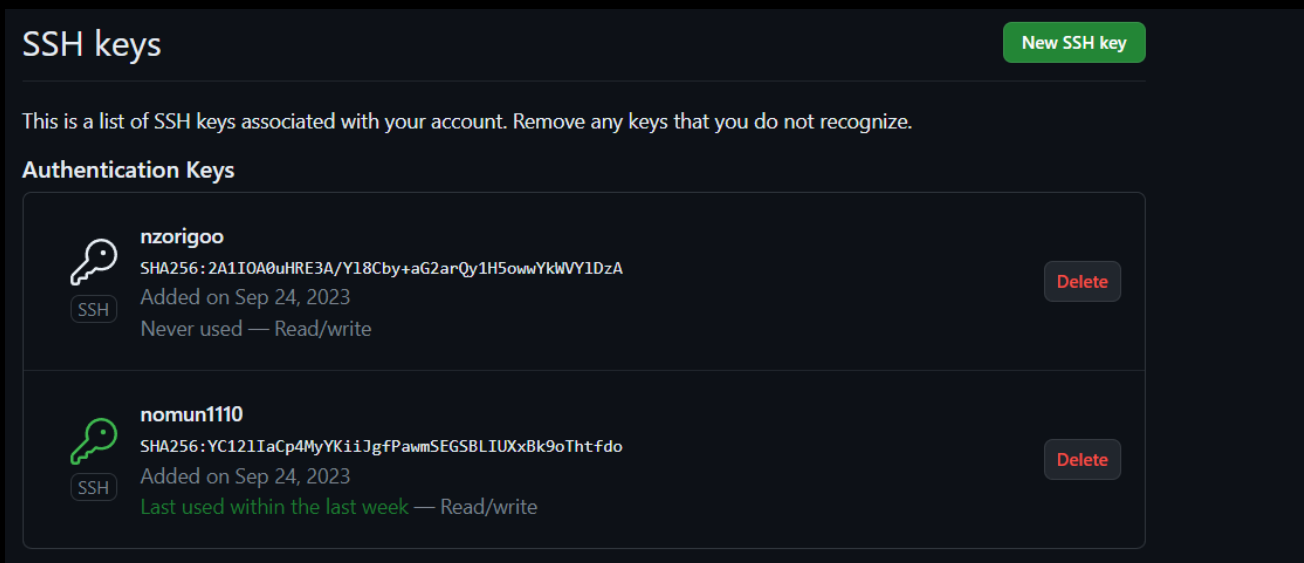 SSH keys
New SSH key
This is a list of SSH keys associated with your account. Remove any keys that you do not recognize.
Authentication Keys
nzorigoo
SHA256:2A1IOA0uHRE3A/Yl8Cby+aG2arQy1H5owwYkWVYlDzA
Added on Sep 24, 2023
Never used — Read/write
SSH
Delete
nomun1110
SHA256:YC12lIaCp4MyYKiiJgfPawmSEGSBLIUXxBk9oThtfdo
Added on Sep 24, 2023
Last used within the last week — Read/write
SSH
Delete